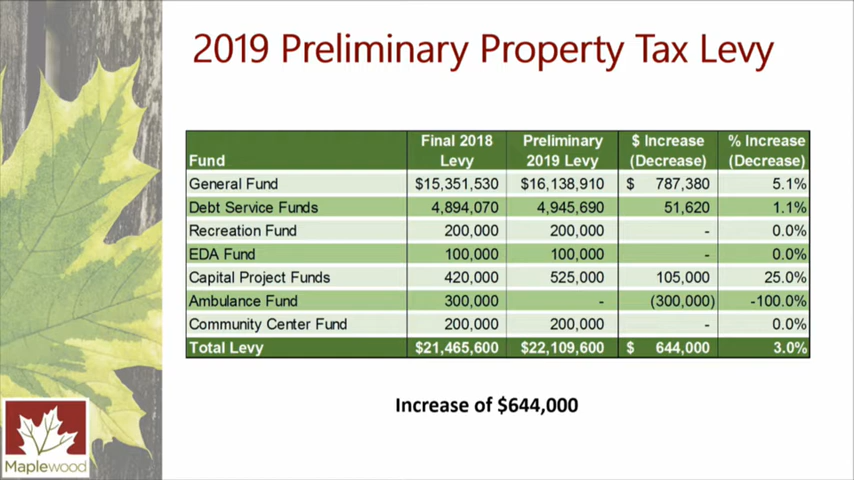 2019 Preliminary Property Tax Levy
Final 2018 Preliminary $ Increase % Increase
Fund Levy 2019 Levy (Decrease) (Decrease)
General Fund $15,351,530 $16,138,910 $ 787,380 5.1%
Debt Service Funds 4,894,070 4,945,690 51,620 1.1%
Recreation Fund 200,000 200,000 - 0.0%
EDA Fund 100,000 100,000 - 0.0%
Capital Project Funds 420,000 525,000 105,000 25.0%
Ambulance Fund 300,000 - (300,000) -100.0%
Community Center Fund 200,000 200,000 - 0.0%
Total Levy $21,465,600 $22,109,600 $ 644,000 3.0%
Increase of $644,000
Maplewood